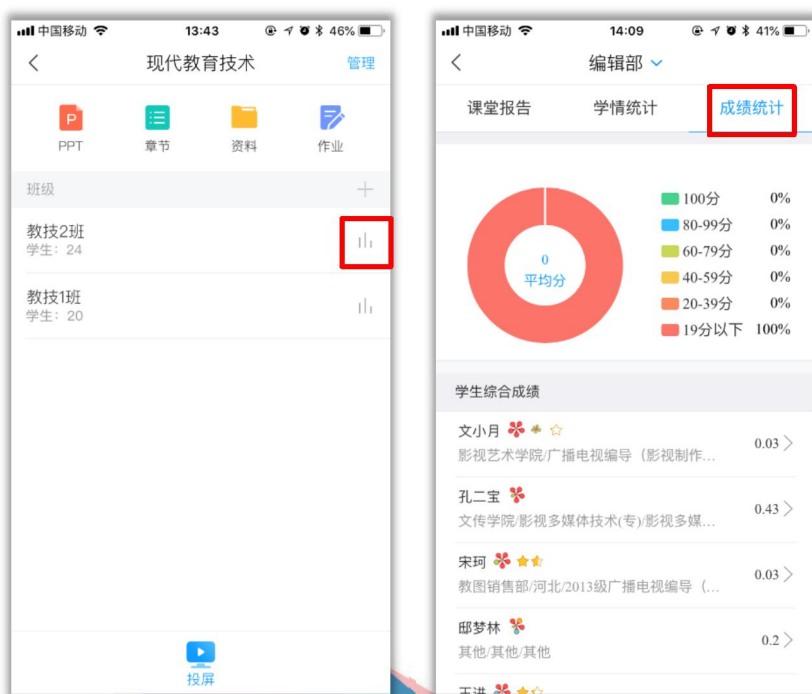 中国移动 13:43 46%
现代教育技术 管理
P
PPT 章节 资料 作业
班级
教技2班
学生：24
教技1班
学生：20
投屏
中国移动 14:09 41%
编辑部
课堂报告 学情统计 成绩统计
0
平均分
100分 0%
80-99分 0%
60-79分 0%
40-59分 0%
20-39分 0%
19分以下 100%
学生综合成绩
文小月 0.03
影视艺术学院/广播电视编导（影视制作...
孔二宝 0.43
文传学院/影视多媒体技术(专)/影视多媒...
宋珂 0.03
教图销售部/河北/2013级广播电视编导（...
邸梦林 0.2
其他/其他/其他